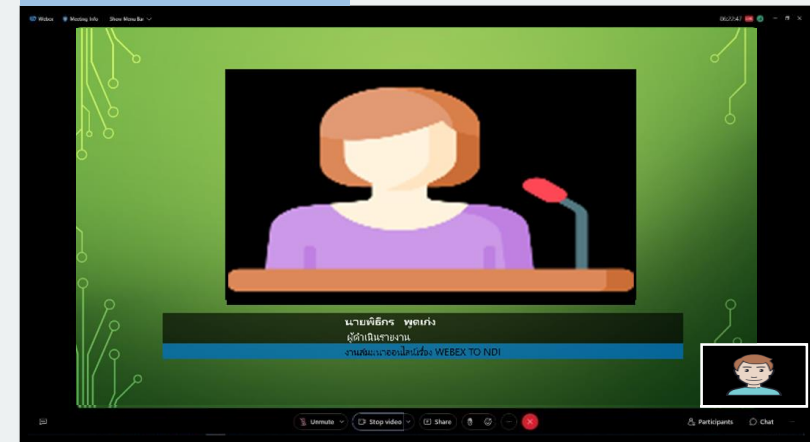 Webex Meeting Info Show Menu Bar
06:22:47
นายพิธีกร พูดเก่ง
ผู้ดำเนินรายงาน
งานสัมมนาออนไลน์เรื่อง WEBEX TO NDI
Unmute Stop video Share
Participants Chat